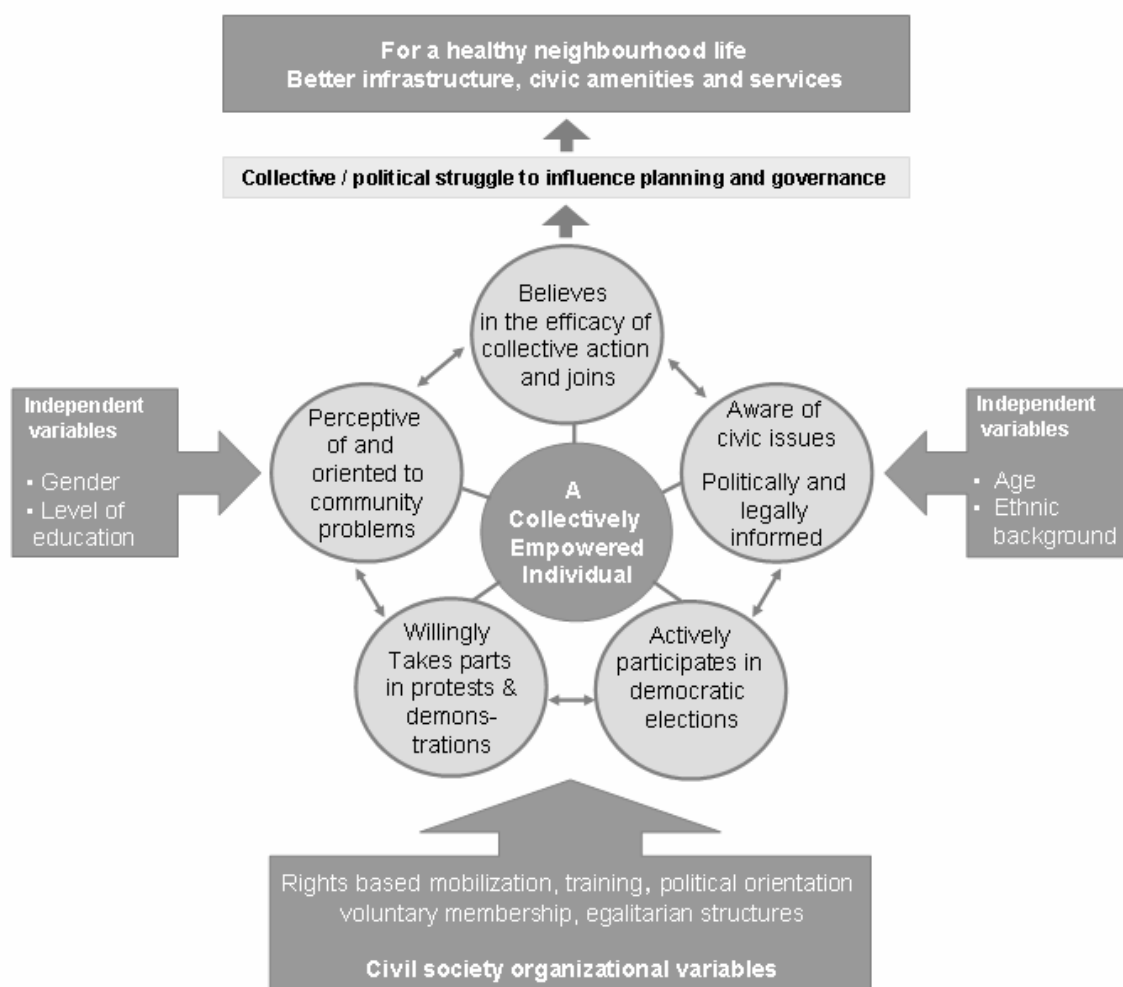 For a healthy neighbourhood life
Better infrastructure, civic amenities and services
Collective / political struggle to influence planning and governance
Believes
in the efficacy of
collective action
and joins
Independent
variables
▪ Gender
▪ Level of
education
Perceptive
of and
oriented to
community
problems
Aware of
civic issues
Politically and
legally
informed
Independent
variables
▪ Age
▪ Ethnic
background
A
Collectively
Empowered
Individual
Willingly
Takes parts
in protests &
demons-
trations
Actively
participates in
democratic
elections
Rights based mobilization, training, political orientation
voluntary membership, egalitarian structures
Civil society organizational variables